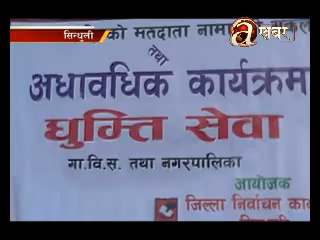 सिन्धुली
को मतदाता नामा
तथा
अधावधिक कार्यक्रम
घुम्ति सेवा
गा.वि.स. तथा नगरपालिका
आयोजक
जिल्ला निर्वाचन का
खबर